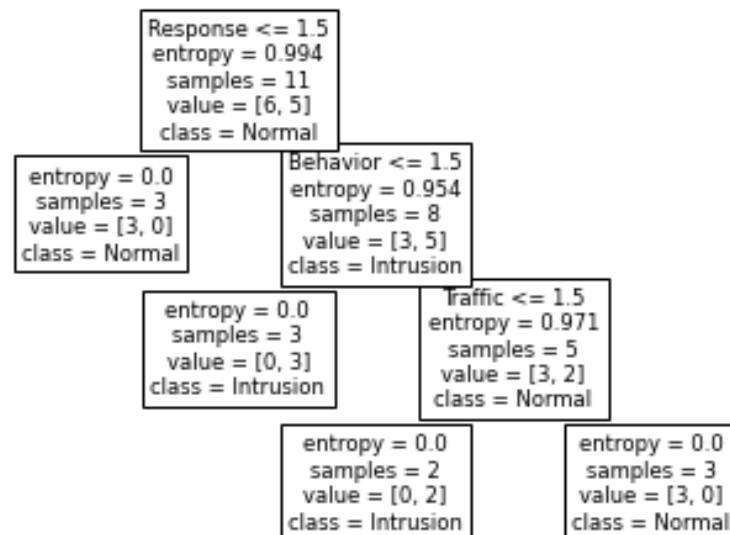 Response <= 1.5
entropy = 0.994
samples = 11
value = [6, 5]
class = Normal
entropy = 0.0
samples = 3
value = [3, 0]
class = Normal
Behavior <= 1.5
entropy = 0.954
samples = 8
value = [3, 5]
class = Intrusion
entropy = 0.0
samples = 3
value = [0, 3]
class = Intrusion
Traffic <= 1.5
entropy = 0.971
samples = 5
value = [3, 2]
class = Normal
entropy = 0.0
samples = 2
value = [0, 2]
class = Intrusion
entropy = 0.0
samples = 3
value = [3, 0]
class = Normal